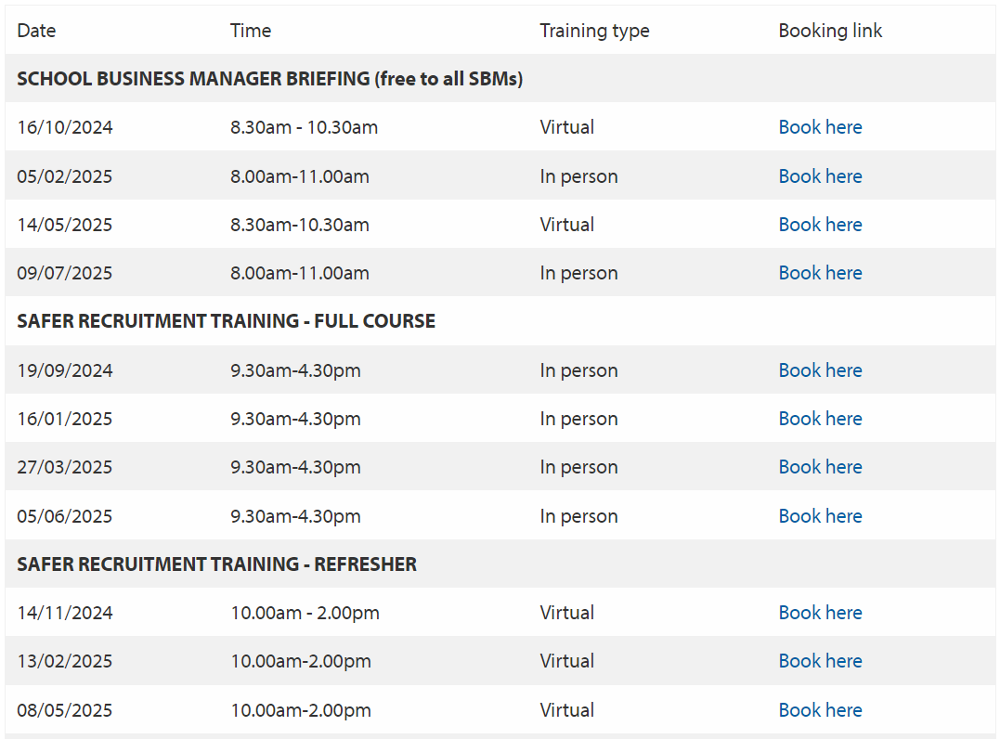 Date Time Training type Booking link
SCHOOL BUSINESS MANAGER BRIEFING (free to all SBMs)
16/10/2024 8.30am - 10.30am Virtual Book here
05/02/2025 8.00am-11.00am In person Book here
14/05/2025 8.30am-10.30am Virtual Book here
09/07/2025 8.00am-11.00am In person Book here
SAFER RECRUITMENT TRAINING - FULL COURSE
19/09/2024 9.30am-4.30pm In person Book here
16/01/2025 9.30am-4.30pm In person Book here
27/03/2025 9.30am-4.30pm In person Book here
05/06/2025 9.30am-4.30pm In person Book here
SAFER RECRUITMENT TRAINING - REFRESHER
14/11/2024 10.00am - 2.00pm Virtual Book here
13/02/2025 10.00am-2.00pm Virtual Book here
08/05/2025 10.00am-2.00pm Virtual Book here